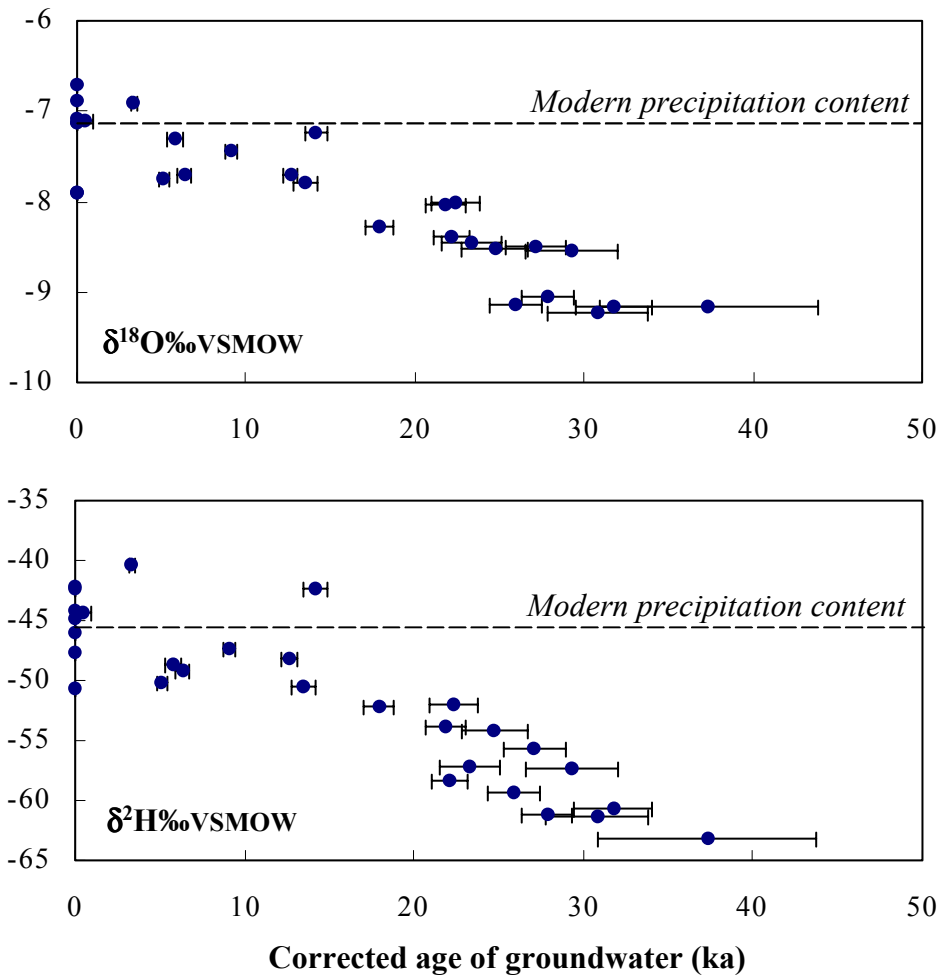 -6
-7
-8
-9
-10
Modern precipitation content
δ18O‰VSMOW
0 10 20 30 40 50
-35
-40
-45
-50
-55
-60
-65
Modern precipitation content
δ2H‰VSMOW
0 10 20 30 40 50
Corrected age of groundwater (ka)